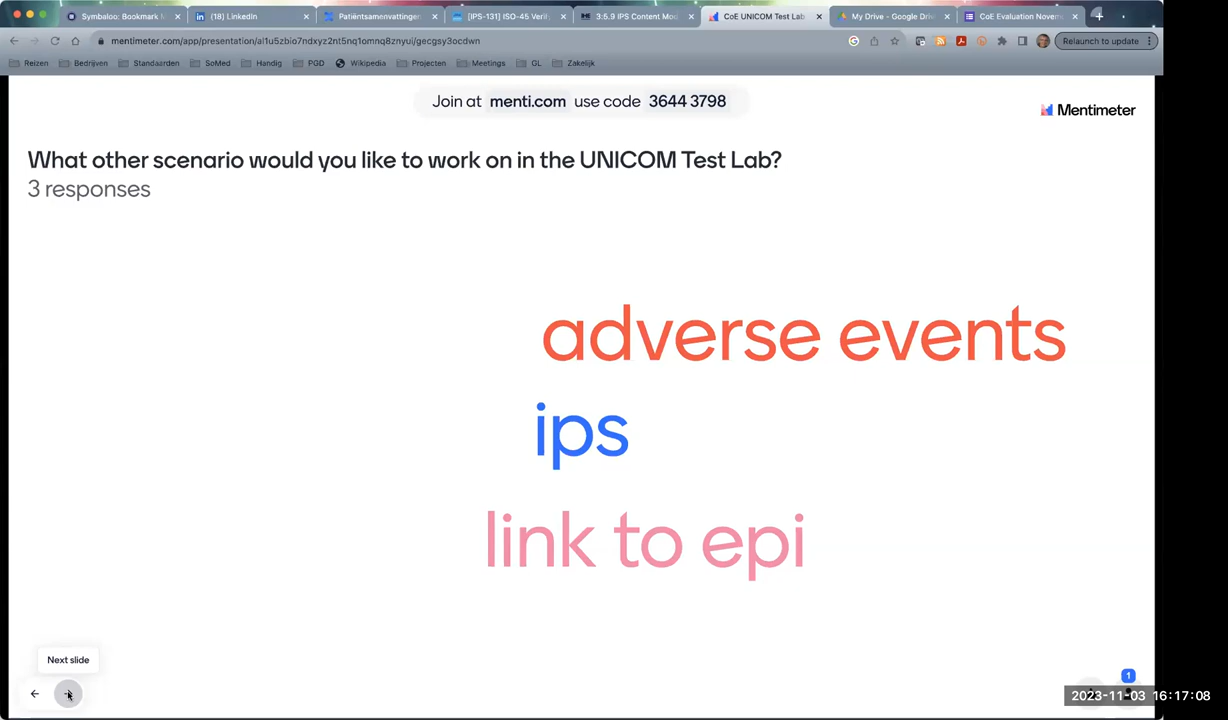 Symbaloo: Bookmark M
(18) LinkedIn
Patiëntsamenvattingen
[IPS-131] ISO-45 Verif
3:5.9 IPS Content Mod
CoE UNICOM Test Lab
My Drive - Google Driv
CoE Evaluation Novem
mentimeter.com/app/presentation/al1u5zbio7ndxyz2nt5nq1omnq8znyui/gecgsy3ocdwn
Relaunch to update
Reizen
Bedrijven
Standaarden
SoMed
Handig
PGD
Wikipedia
Projecten
Meetings
GL
Zakelijk
Join at menti.com use code 3644 3798
Mentimeter
What other scenario would you like to work on in the UNICOM Test Lab?
3 responses
adverse events
ips
link to epi
Next slide
1
2023-11-03 16:17:08